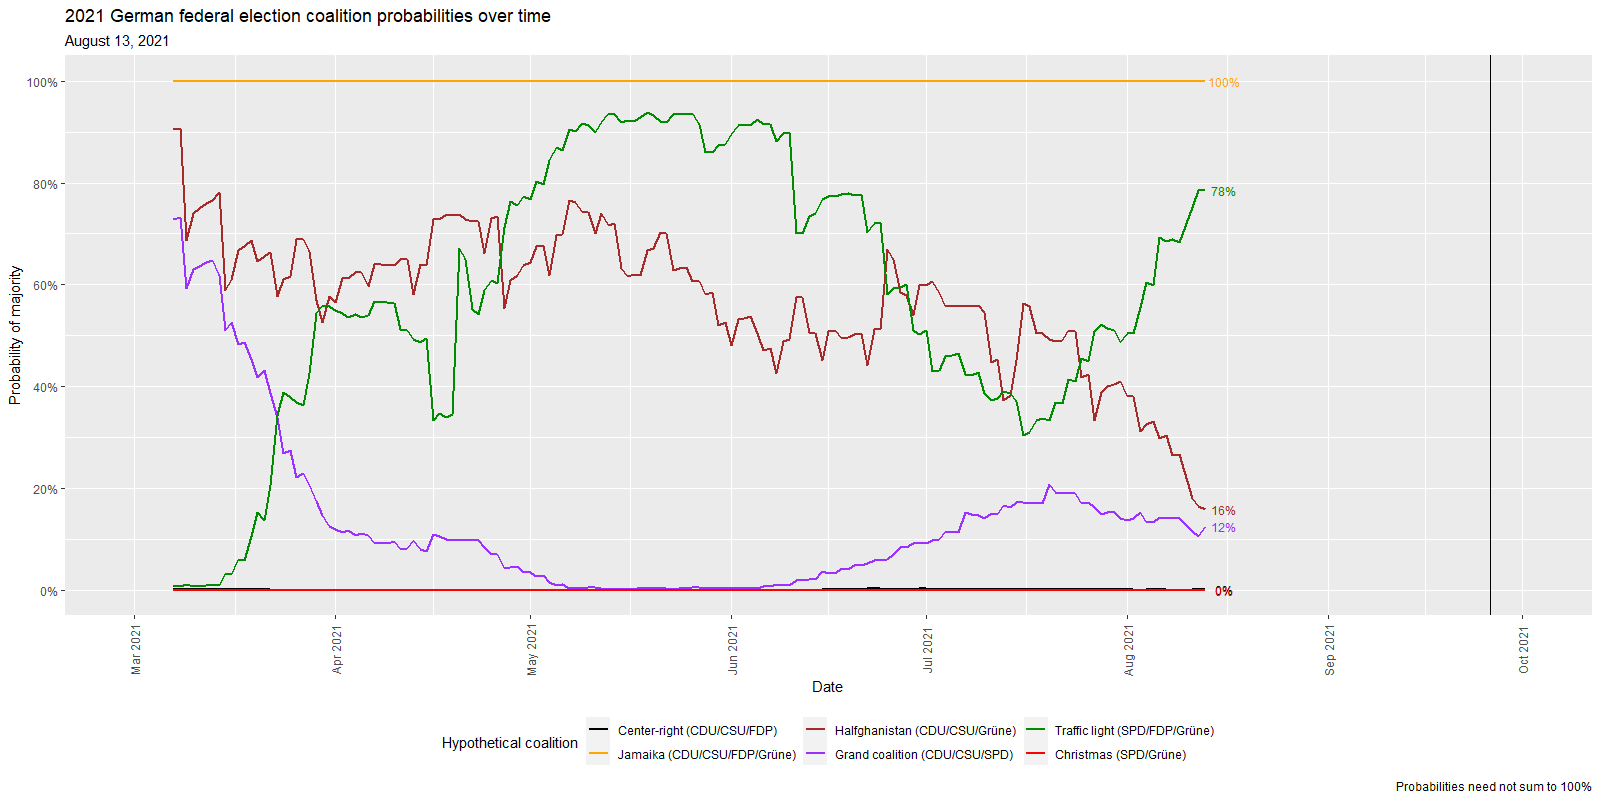 2021 German federal election coalition probabilities over time
August 13, 2021
Probability of majority
100%
80%
60%
40%
20%
0%
100%
78%
16%
12%
0%
Mar 2021
Apr 2021
May 2021
Jun 2021
Jul 2021
Aug 2021
Sep 2021
Oct 2021
Date
Hypothetical coalition
Center-right (CDU/CSU/FDP)
Halfghanistan (CDU/CSU/Grüne)
Traffic light (SPD/FDP/Grüne)
Jamaika (CDU/CSU/FDP/Grüne)
Grand coalition (CDU/CSU/SPD)
Christmas (SPD/Grüne)
Probabilities need not sum to 100%